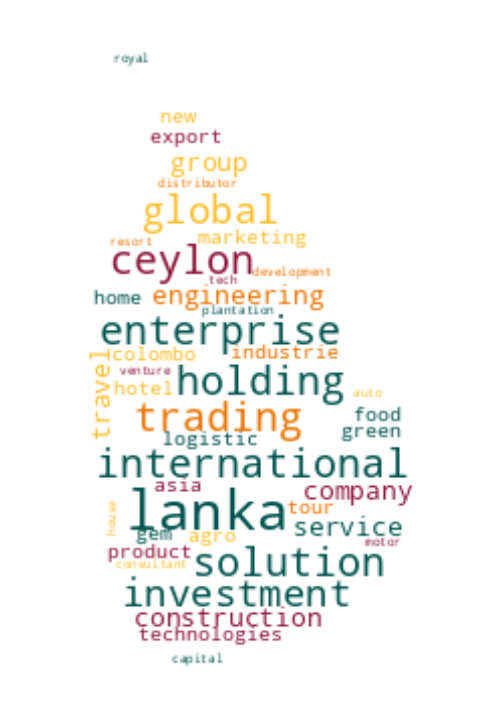 royal
new
export
group
distributor
global
resort marketing
ceylon development
tech
home engineering
plantation
enterprise
colombo industrie
venture
travel hotel holding auto
trading food
logistic green
international
asia company
lanka tour
house gem agro service
product motor
consultant solution
investment
construction
technologies
capital